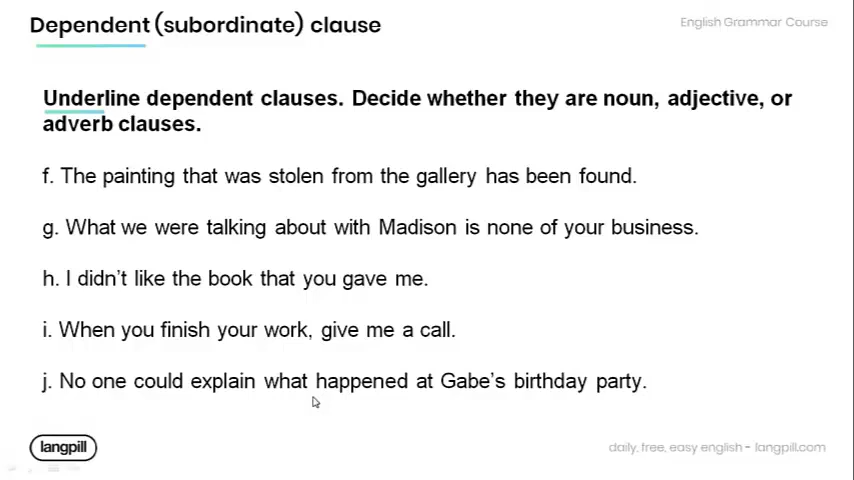 Dependent (subordinate) clause
English Grammar Course
Underline dependent clauses. Decide whether they are noun, adjective, or
adverb clauses.
f. The painting that was stolen from the gallery has been found.
g. What we were talking about with Madison is none of your business.
h. I didn't like the book that you gave me.
i. When you finish your work, give me a call.
j. No one could explain what happened at Gabe's birthday party.
langpill
daily, free, easy english - langpill.com